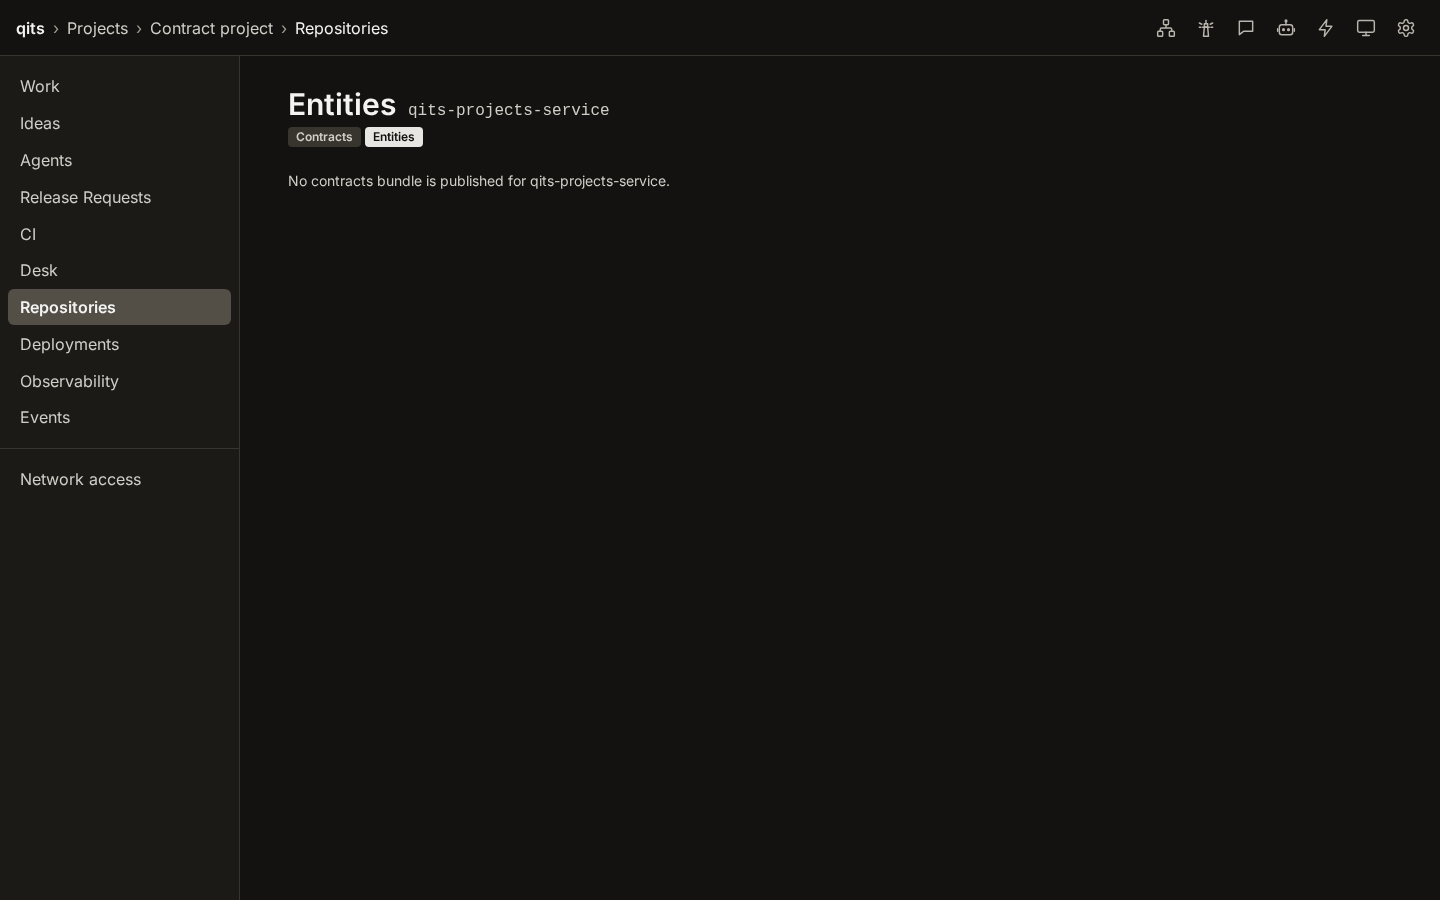 qits › Projects › Contract project › Repositories
Work
Ideas
Agents
Release Requests
CI
Desk
Repositories
Deployments
Observability
Events
Network access
Entities qits-projects-service
Contracts Entities
No contracts bundle is published for qits-projects-service.